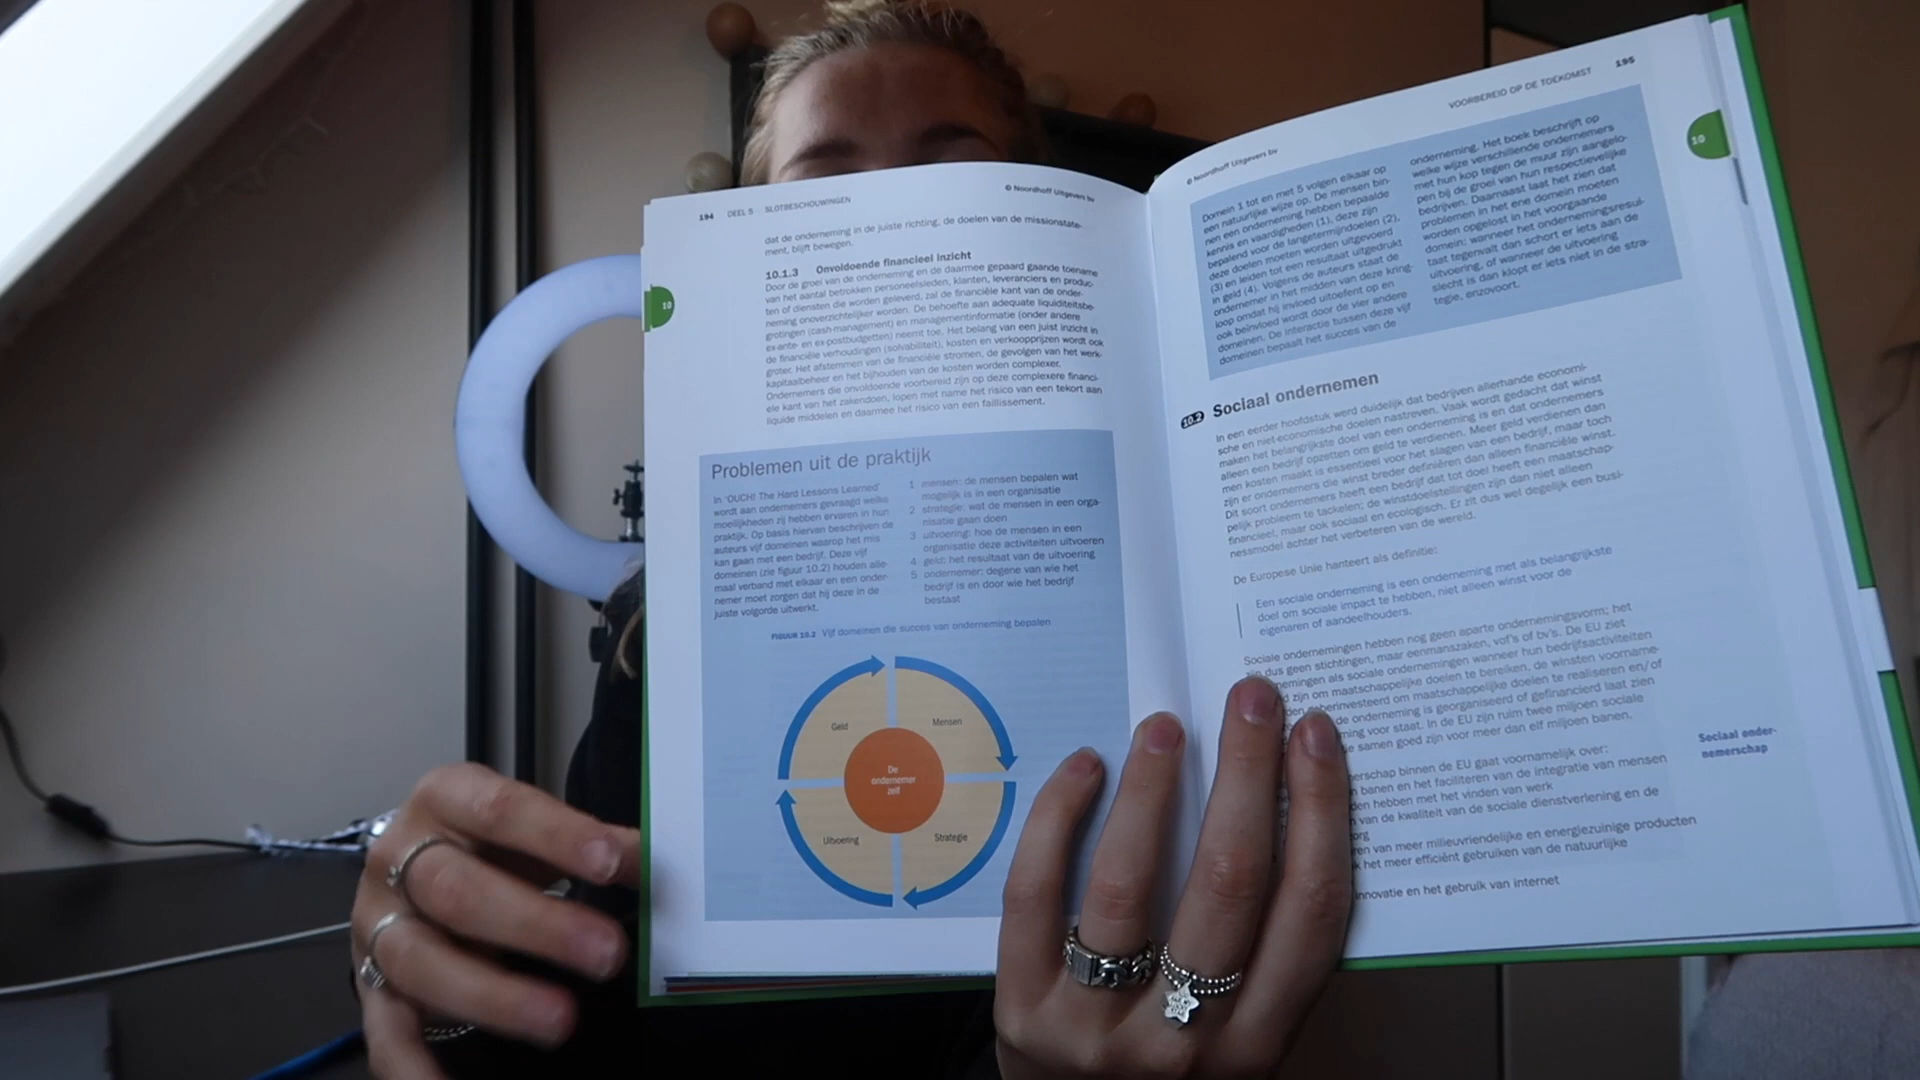 194 DEEL 5 SLOTBESCHOUWINGEN
© Noordhoff Uitgevers bv
dat de onderneming in de juiste richting, de doelen van de missionstate-
ment, blijft bewegen.
10.1.3 Onvoldoende financieel inzicht
Door de groei van de onderneming en de daarmee gepaard gaande toename
van het aantal betrokken personeelsleden, klanten, leveranciers en produc-
ten of diensten die worden geleverd, zal de financiële kant van de onder-
neming onoverzichtelijker worden. De behoefte aan adequate liquiditeitsbe-
grotingen (cash-management) en managementinformatie (onder andere
ex-ante- en ex-postbudgetten) neemt toe. Het belang van een juist inzicht in
de financiële verhoudingen (solvabiliteit), kosten en verkoopprijzen wordt ook
groter. Het afstemmen van de financiële stromen, de gevolgen van het werk-
kapitaalbeheer en het bijhouden van de kosten worden complexer.
Ondernemers die onvoldoende voorbereid zijn op deze complexere financi-
ele kant van het zakendoen, lopen met name het risico van een tekort aan
liquide middelen en daarmee het risico van een faillissement.
10
Problemen uit de praktijk
In 'OUCH! The Hard Lessons Learned'
wordt aan ondernemers gevraagd welke
moeilijkheden zij hebben ervaren in hun
praktijk. Op basis hiervan beschrijven de
auteurs vijf domeinen waarop het mis
kan gaan met een bedrijf. Deze vijf
domeinen (zie figuur 10.2) houden alle-
maal verband met elkaar en een onder-
nemer moet zorgen dat hij deze in de
juiste volgorde uitwerkt.
1 mensen: de mensen bepalen wat
mogelijk is in een organisatie
2 strategie: wat de mensen in een orga-
nisatie gaan doen
3 uitvoering: hoe de mensen in een
organisatie deze activiteiten uitvoeren
4 geld: het resultaat van de uitvoering
5 ondernemer: degene van wie het
bedrijf is en door wie het bedrijf
bestaat
FIGUUR 10.2 Vijf domeinen die succes van onderneming bepalen
Geld
Mensen
De
ondernemer
zelf
Uitvoering
Strategie
© Noordhoff Uitgevers bv
VOORBEREID OP DE TOEKOMST 195
10
Domein 1 tot en met 5 volgen elkaar op
een natuurlijke wijze op. De mensen bin-
nen een onderneming hebben bepaalde
kennis en vaardigheden (1), deze zijn
bepalend voor de langetermijndoelen (2),
deze doelen moeten worden uitgevoerd
(3) en leiden tot een resultaat uitgedrukt
in geld (4). Volgens de auteurs staat de
ondernemer in het midden van deze kring-
loop omdat hij invloed uitoefent op en
ook beïnvloed wordt door de vier andere
domeinen. De interactie tussen deze vijf
domeinen bepaalt het succes van de
onderneming. Het boek beschrijft op
welke wijze verschillende ondernemers
met hun kop tegen de muur zijn aangelo-
pen bij de groei van hun respectievelijke
bedrijven. Daarnaast laat het zien dat
problemen in het ene domein moeten
worden opgelost in het voorgaande
domein: wanneer het ondernemingsresul-
taat tegenvalt dan schort er iets aan de
uitvoering, of wanneer de uitvoering
slecht is dan klopt er iets niet in de stra-
tegie, enzovoort.
10.2 Sociaal ondernemen
In een eerder hoofdstuk werd duidelijk dat bedrijven allerhande economi-
sche en niet-economische doelen nastreven. Vaak wordt gedacht dat winst
maken het belangrijkste doel van een onderneming is en dat ondernemers
alleen een bedrijf opzetten om geld te verdienen. Meer geld verdienen dan
men kosten maakt is essentieel voor het slagen van een bedrijf, maar toch
zijn er ondernemers die winst breder definiëren dan alleen financiële winst.
Dit soort ondernemers heeft een bedrijf dat tot doel heeft een maatschap-
pelijk probleem te tackelen; de winstdoelstellingen zijn dan niet alleen
financieel, maar ook sociaal en ecologisch. Er zit dus wel degelijk een busi-
nessmodel achter het verbeteren van de wereld.
De Europese Unie hanteert als definitie:
Een sociale onderneming is een onderneming met als belangrijkste
doel om sociale impact te hebben, niet alleen winst voor de
eigenaren of aandeelhouders.
Sociale ondernemingen hebben nog geen aparte ondernemingsvorm; het
zijn dus geen stichtingen, maar eenmanszaken, vof's of bv's. De EU ziet
nemingen als sociale ondernemingen wanneer hun bedrijfsactiviteiten
d zijn om maatschappelijke doelen te bereiken, de winsten voorname-
den geherinvesteerd om maatschappelijke doelen te realiseren en/of
de onderneming is georganiseerd of gefinancierd laat zien
ming voor staat. In de EU zijn ruim twee miljoen sociale
e samen goed zijn voor meer dan elf miljoen banen.
Sociaal onder-
nemerschap
erschap binnen de EU gaat voornamelijk over:
n banen en het faciliteren van de integratie van mensen
den hebben met het vinden van werk
n van de kwaliteit van de sociale dienstverlening en de
org
ren van meer milieuvriendelijke en energiezuinige producten
k het meer efficiënt gebruiken van de natuurlijke
innovatie en het gebruik van internet